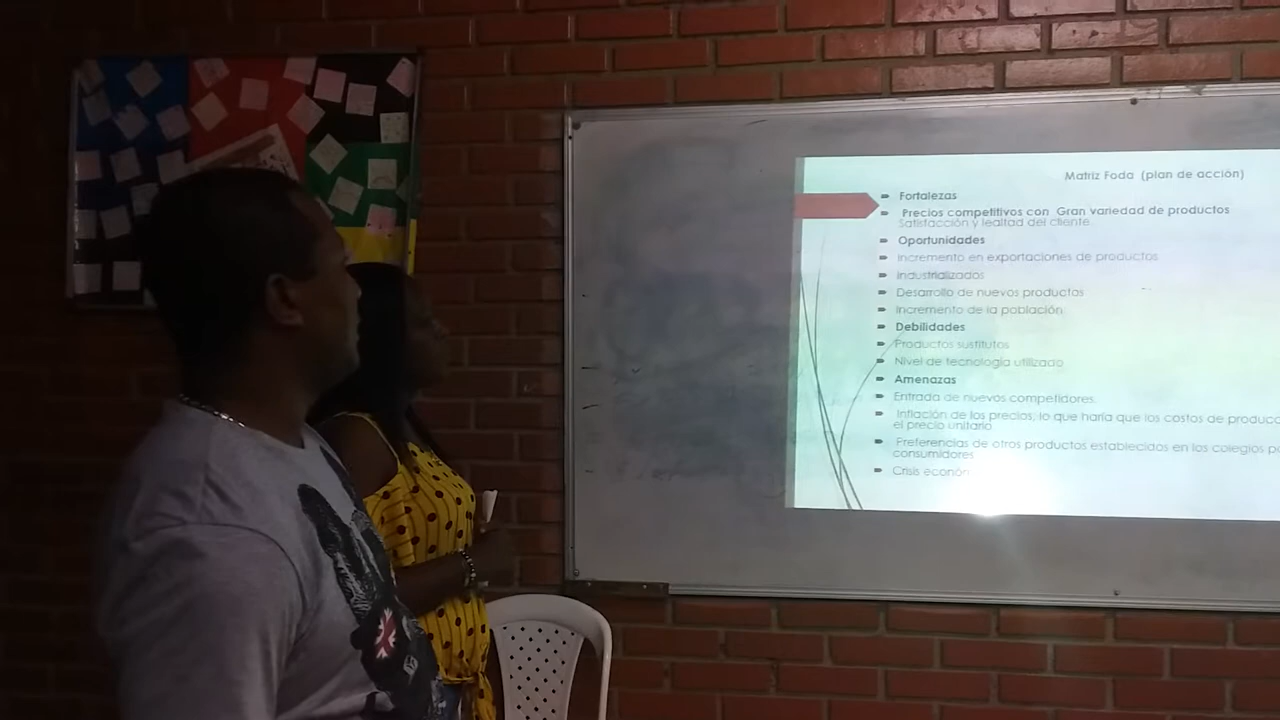 Matriz Foda (plan de acción)
Fortalezas
Precios competitivos con Gran variedad de productos
Satisfacción y lealtad del cliente
Oportunidades
Incremento en exportaciones de productos
Industrializados
Desarrollo de nuevos productos
Incremento de la población
Debilidades
Productos sustitutos
Nivel de tecnología utilizado
Amenazas
Entrada de nuevos competidores.
Inflación de los precios, lo que haría que los costos de produc
el precio unitario
Preferencias de otros productos establecidos en los colegios
consumidores
Crisis